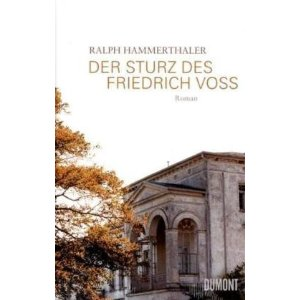 RALPH HAMMERTHALER
DER STURZ DES
FRIEDRICH VOSS
Roman
DUMONT